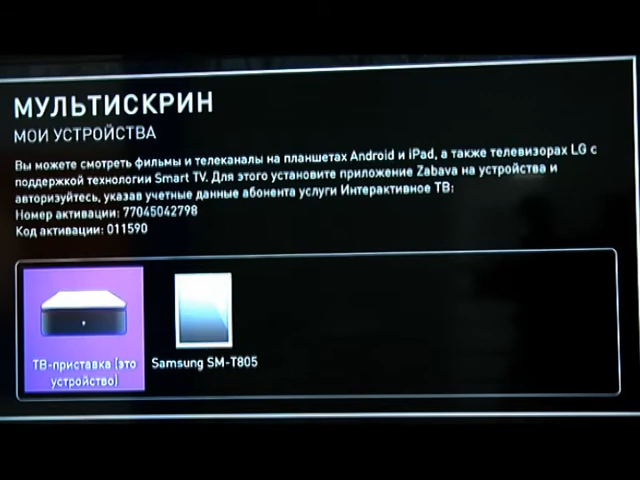 МУЛЬТИСКРИН
МОИ УСТРОЙСТВА
Вы можете смотреть фильмы и телеканалы на планшетах Android и iPad, а также телевизорах LG с
поддержкой технологии Smart TV. Для этого установите приложение Zabava на устройства и
авторизуйтесь, указав учетные данные абонента услуги Интерактивное ТВ:
Номер активации: 77045042798
Код активации: 011590
ТВ-приставка (это
устройство)
Samsung SM-T805